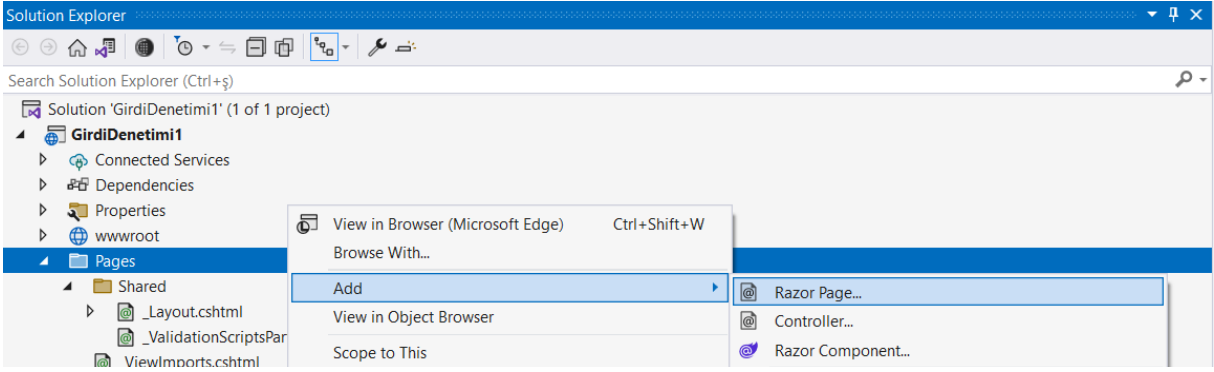 Solution Explorer
Search Solution Explorer (Ctrl+ş)
Solution 'GirdiDenetimi1' (1 of 1 project)
GirdiDenetimi1
Connected Services
Dependencies
Properties
wwwroot
Pages
Shared
_Layout.cshtml
_ValidationScriptsPar
_ViewImports.cshtml
View in Browser (Microsoft Edge) Ctrl+Shift+W
Browse With...
Add
View in Object Browser
Scope to This
Razor Page...
Controller...
Razor Component...